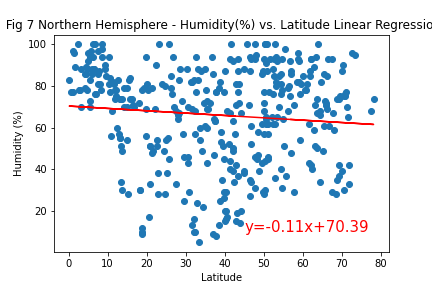 Fig 7 Northern Hemisphere - Humidity(%) vs. Latitude Linear Regressio
100
80
60
40
20
Humidity (%)
y=-0.11x+70.39
0 10 20 30 40 50 60 70 80
Latitude